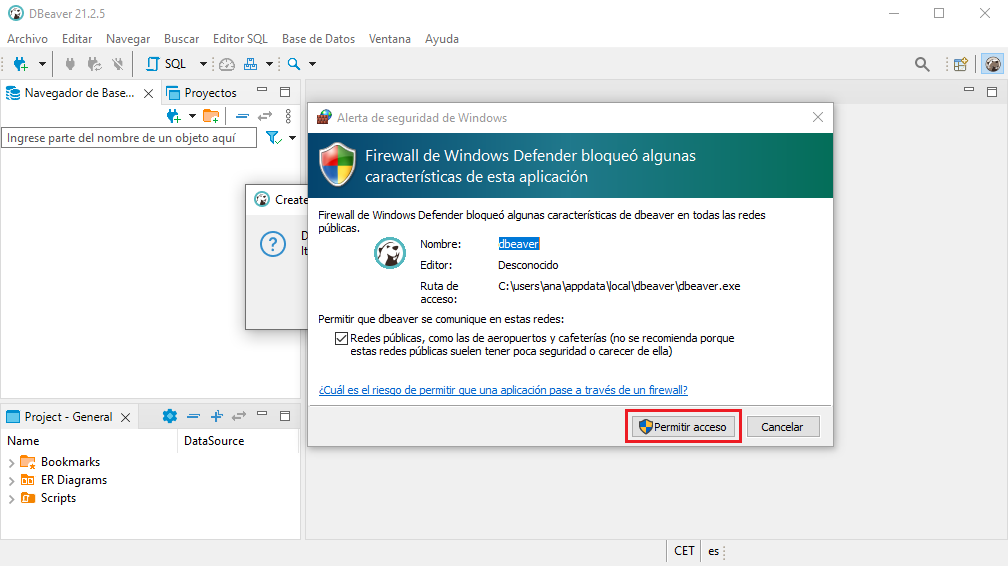 DBeaver 21.2.5
Archivo Editar Navegar Buscar Editor SQL Base de Datos Ventana Ayuda
SQL
Navegador de Base... Proyectos
Ingrese parte del nombre de un objeto aquí
Create
D
It
Alerta de seguridad de Windows
Firewall de Windows Defender bloqueó algunas
características de esta aplicación
Firewall de Windows Defender bloqueó algunas características de dbeaver en todas las redes
públicas.
Nombre: dbeaver
Editor: Desconocido
Ruta de
acceso: C:\users\ana\appdata\local\dbeaver\dbeaver.exe
Permitir que dbeaver se comunique en estas redes:
Redes públicas, como las de aeropuertos y cafeterías (no se recomienda porque
estas redes públicas suelen tener poca seguridad o carecer de ella)
¿Cuál es el riesgo de permitir que una aplicación pase a través de un firewall?
Permitir acceso Cancelar
Project - General
Name DataSource
Bookmarks
ER Diagrams
Scripts
CET es